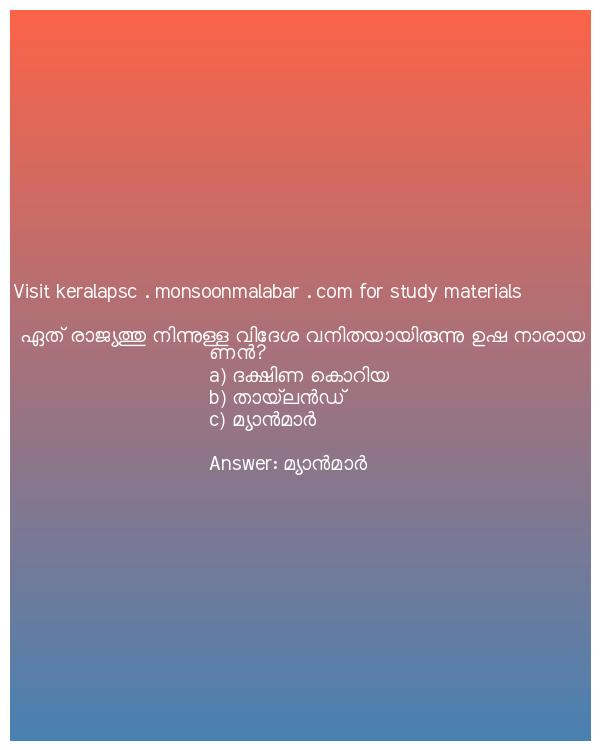 Visit keralapsc . monsoonmalabar . com for study materials
ഏത് രാജ്യത്തു നിന്നുള്ള വിദേശ വനിതയായിരുന്നു ഉഷ നാരായ
ണൻ?
a) ദക്ഷിണ കൊറിയ
b) തായ്ലൻഡ്
c) മ്യാൻമാർ
Answer: മ്യാൻമാർ